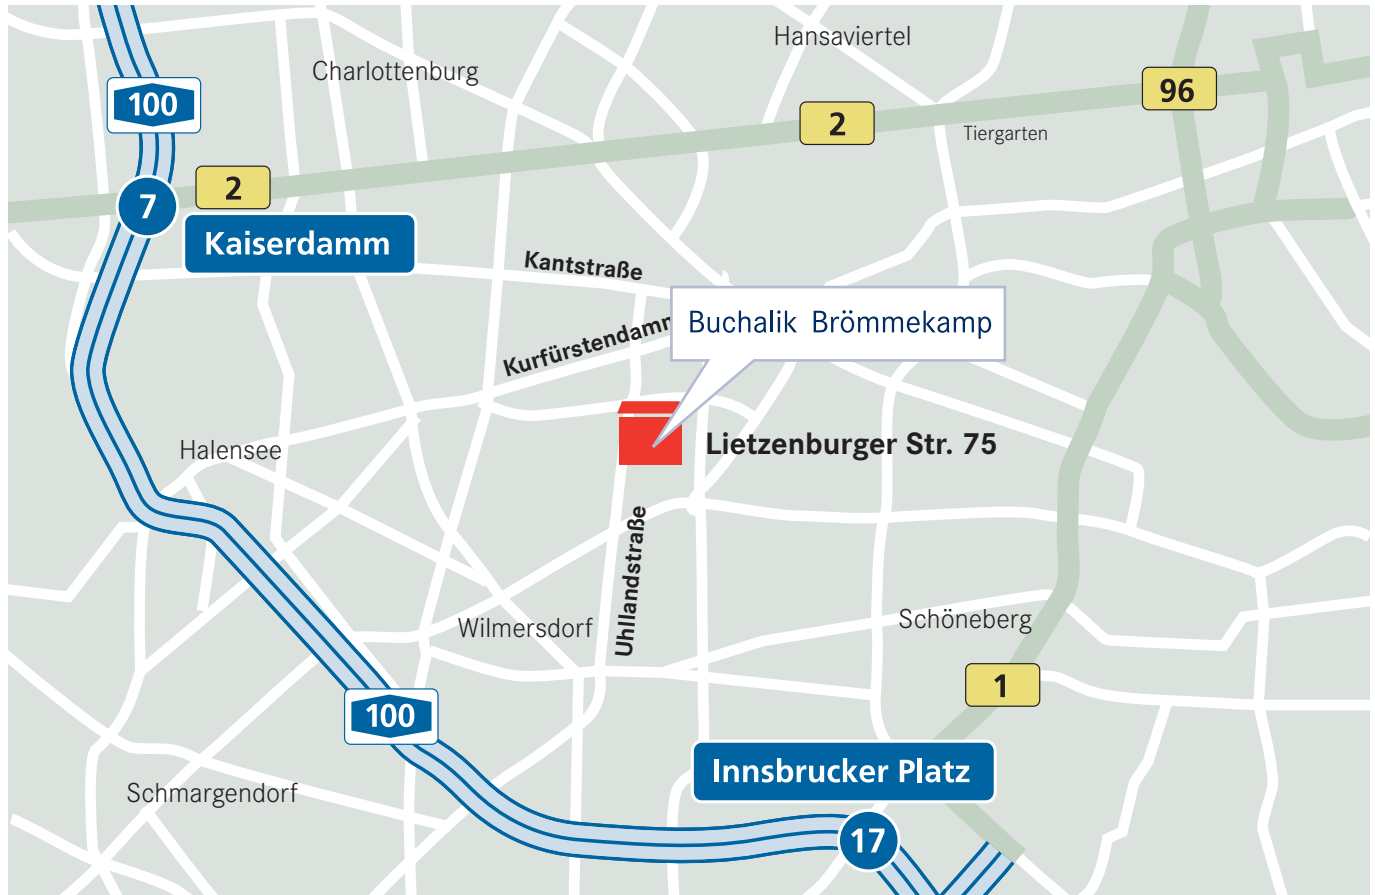 Hansaviertel
Charlottenburg
96
100
2
Tiergarten
2
7
Kaiserdamm
Kantstraße
Buchalik Brömmekamp
Kurfürstendamm
Lietzenburger Str. 75
Halensee
Uhllandstraße
Schöneberg
Wilmersdorf
1
100
Innsbrucker Platz
Schmargendorf
17